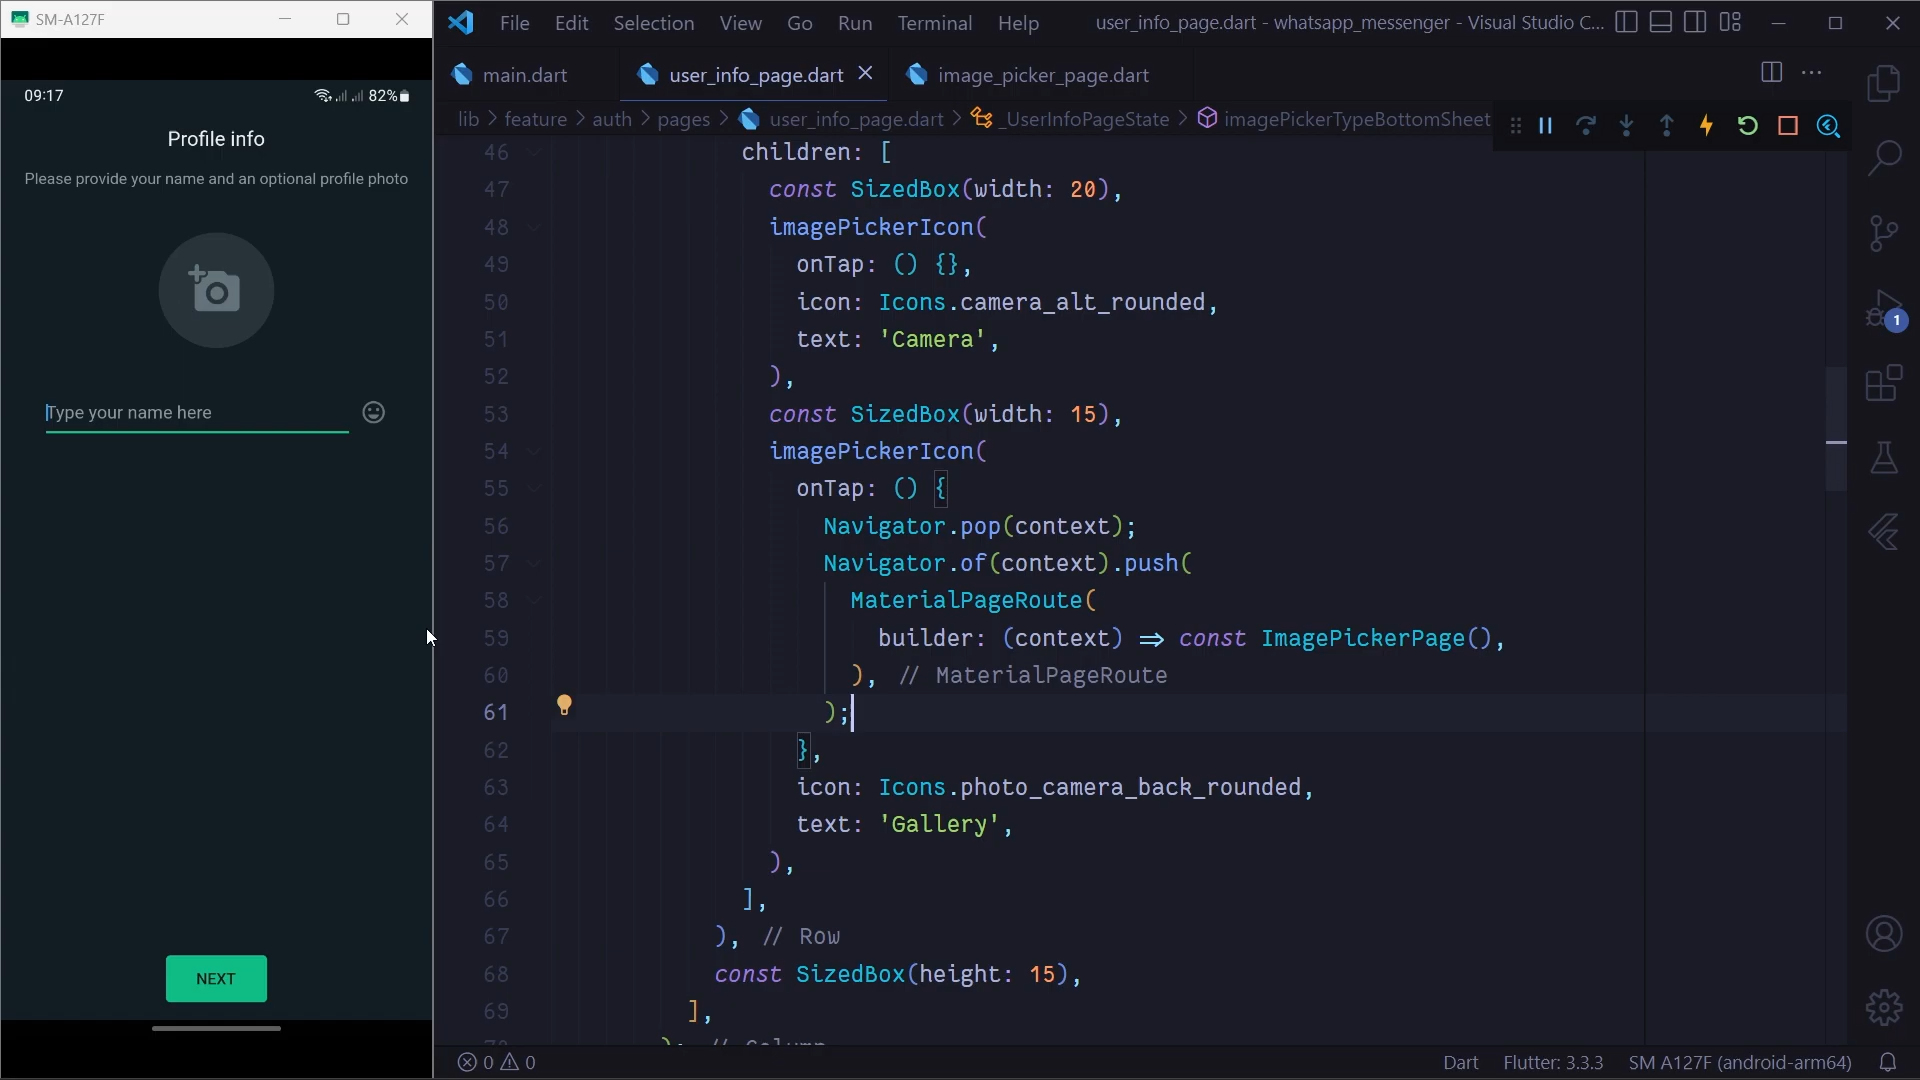 SM-A127F
09:17
82%
Profile info
Please provide your name and an optional profile photo
Type your name here
NEXT
File Edit Selection View Go Run Terminal Help
user_info_page.dart - whatsapp_messenger - Visual Studio C...
main.dart
user_info_page.dart
image_picker_page.dart
lib > feature > auth > pages > user_info_page.dart > _UserInfoPageState > imagePickerTypeBottomSheet
46 children: [
47 const SizedBox(width: 20),
48 imagePickerIcon(
49 onTap: () {},
50 icon: Icons.camera_alt_rounded,
51 text: 'Camera',
52 ),
53 const SizedBox(width: 15),
54 imagePickerIcon(
55 onTap: () {
56 Navigator.pop(context);
57 Navigator.of(context).push(
58 MaterialPageRoute(
59 builder: (context) => const ImagePickerPage(),
60 ), // MaterialPageRoute
61 );
62 },
63 icon: Icons.photo_camera_back_rounded,
64 text: 'Gallery',
65 ),
66 ],
67 ), // Row
68 const SizedBox(height: 15),
69 ],
70 ); // Column
1
0 0
Dart
Flutter: 3.3.3
SM A127F (android-arm64)